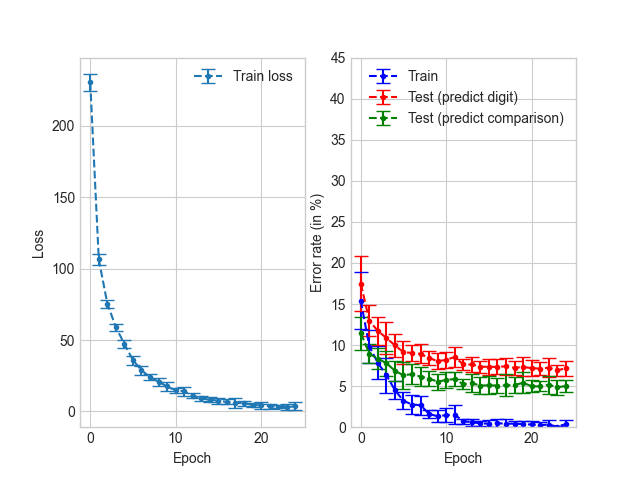 Train loss
200
150
100
50
0
0
10
20
Loss
Epoch
Train
Test (predict digit)
Test (predict comparison)
45
40
35
30
25
20
15
10
5
0
0
10
20
Error rate (in %)
Epoch